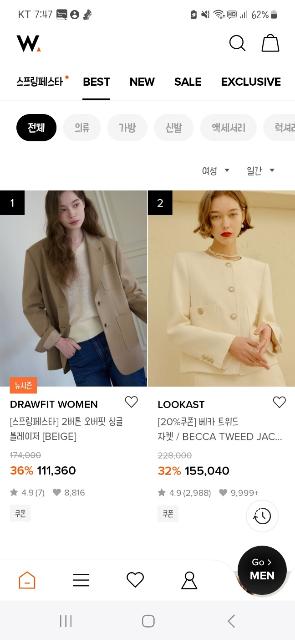 KT 7:47
62%
W.
스프링페스타 BEST NEW SALE EXCLUSIVE
전체 의류 가방 신발 액세서리 럭셔
여성 일간
1
2
뉴시즌
DRAWFIT WOMEN
[스프링페스타] 2버튼 오버핏 싱글
블레이저 [BEIGE]
174,000
36% 111,360
4.9 (7) 8,816
쿠폰
LOOKAST
[20%쿠폰] 베카 트위드
자켓 / BECCA TWEED JAC...
228,000
32% 155,040
4.9 (2,988) 9,999+
쿠폰
Go >
MEN